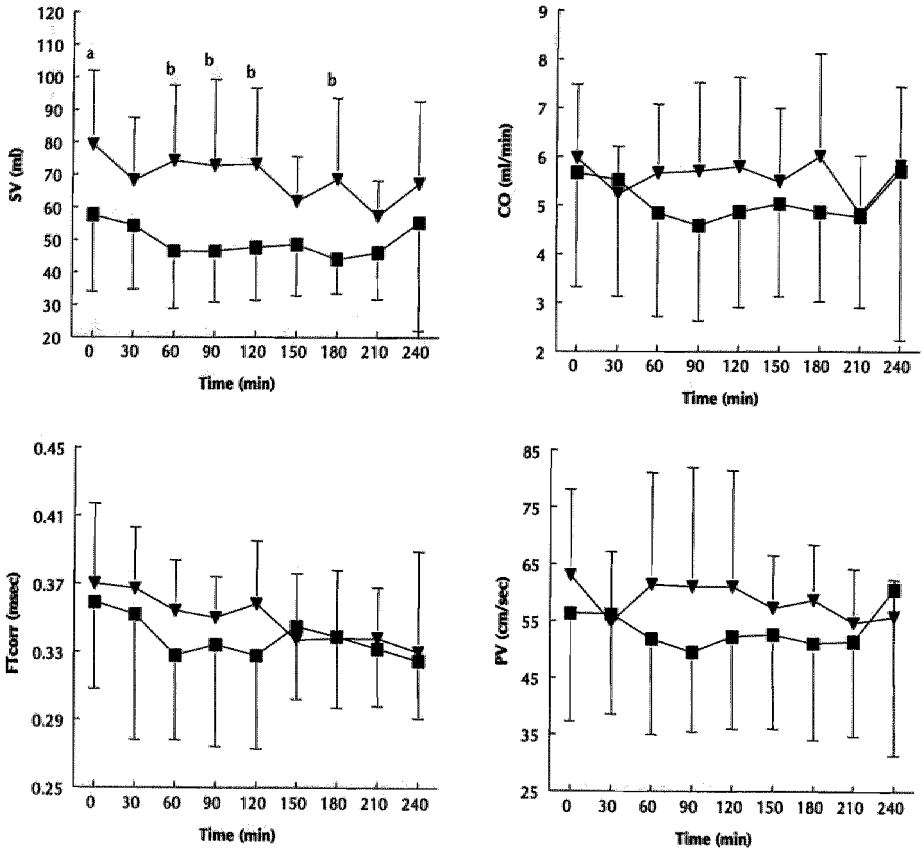 120
110
100
90
80
70
60
50
40
30
20
SV (ml)
a
b
b
b
b
0 30 60 90 120 150 180 210 240
Time (min)
9
8
7
6
5
4
3
2
CO (ml/min)
0 30 60 90 120 150 180 210 240
Time (min)
0.45
0.41
0.37
0.33
0.29
0.25
FTcorr (msec)
0 30 60 90 120 150 180 210 240
Time (min)
85
75
65
55
45
35
25
PV (cm/sec)
0 30 60 90 120 150 180 210 240
Time (min)